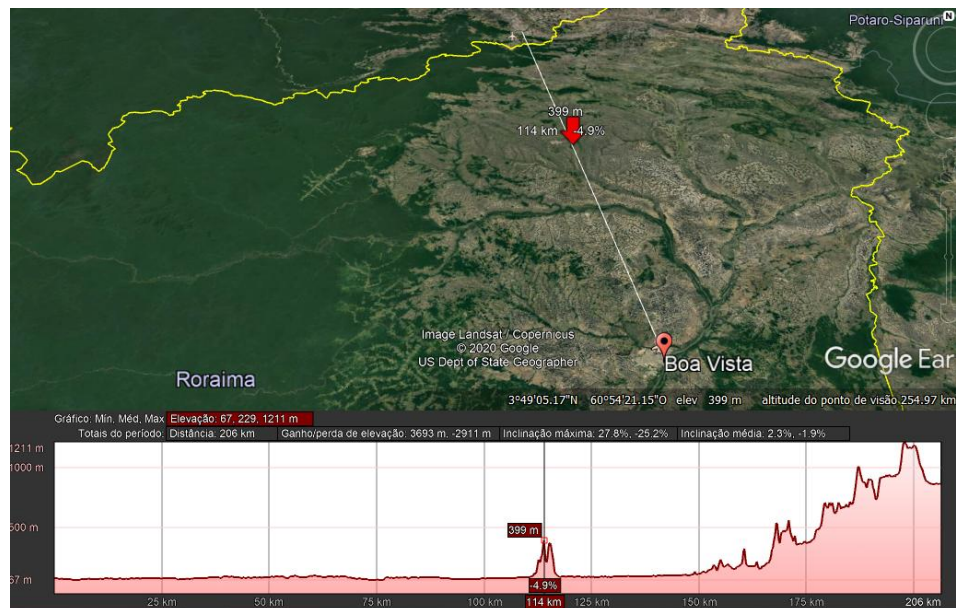 Potaro-Siparuni
N
399 m
114 km -4.9%
Image Landsat / Copernicus
© 2020 Google
US Dept of State Geographer
Boa Vista
Google Ear
Roraima
3°49'05.17"N 60°54'21.15"O elev 399 m altitude do ponto de visão 254.97 km
Gráfico: Mín, Méd, Max Elevação: 67, 229, 1211 m
Totais do período: Distância: 206 km Ganho/perda de elevação: 3693 m, -2911 m Inclinação máxima: 27.8%, -25.2% Inclinação média: 2.3%, -1.9%
1211 m
1000 m
500 m
399 m
67 m
-4.9%
25 km 50 km 75 km 100 km 114 km 125 km 150 km 175 km 206 km